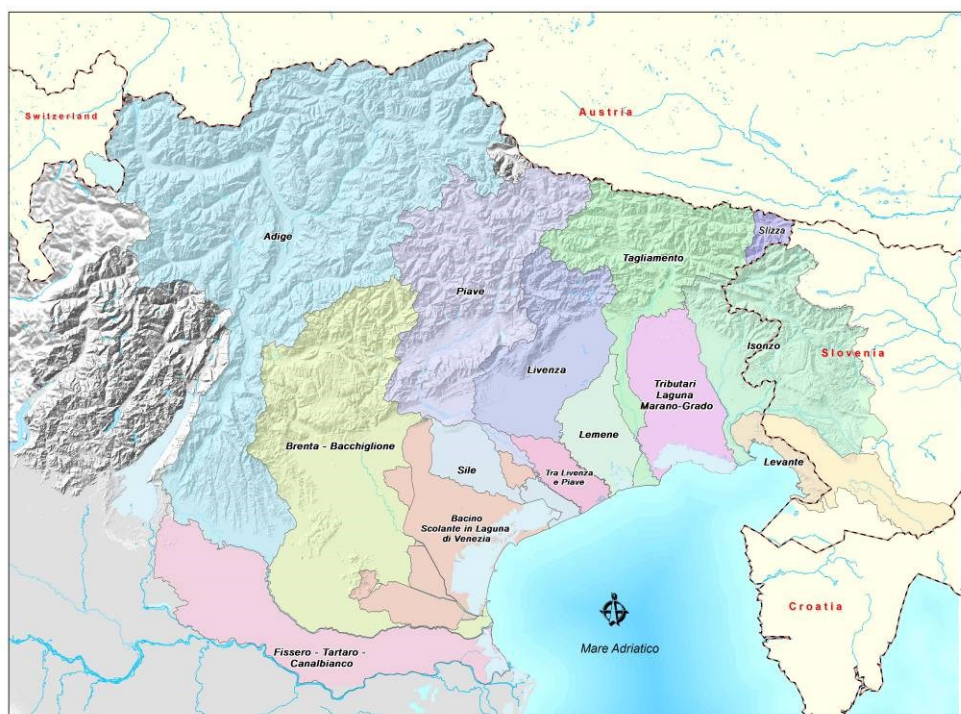 Switzerland
Austria
Adige
Slizza
Tagliamento
Piave
Isonzo
Slovenia
Livenza
Tributari
Laguna
Marano-Grado
Lemene
Brenta - Bacchiglione
Levante
Sile
Tra Livenza
e Piave
Bacino
Scolante in Laguna
di Venezia
Croatia
Mare Adriatico
Fissero - Tartaro -
Canalbianco